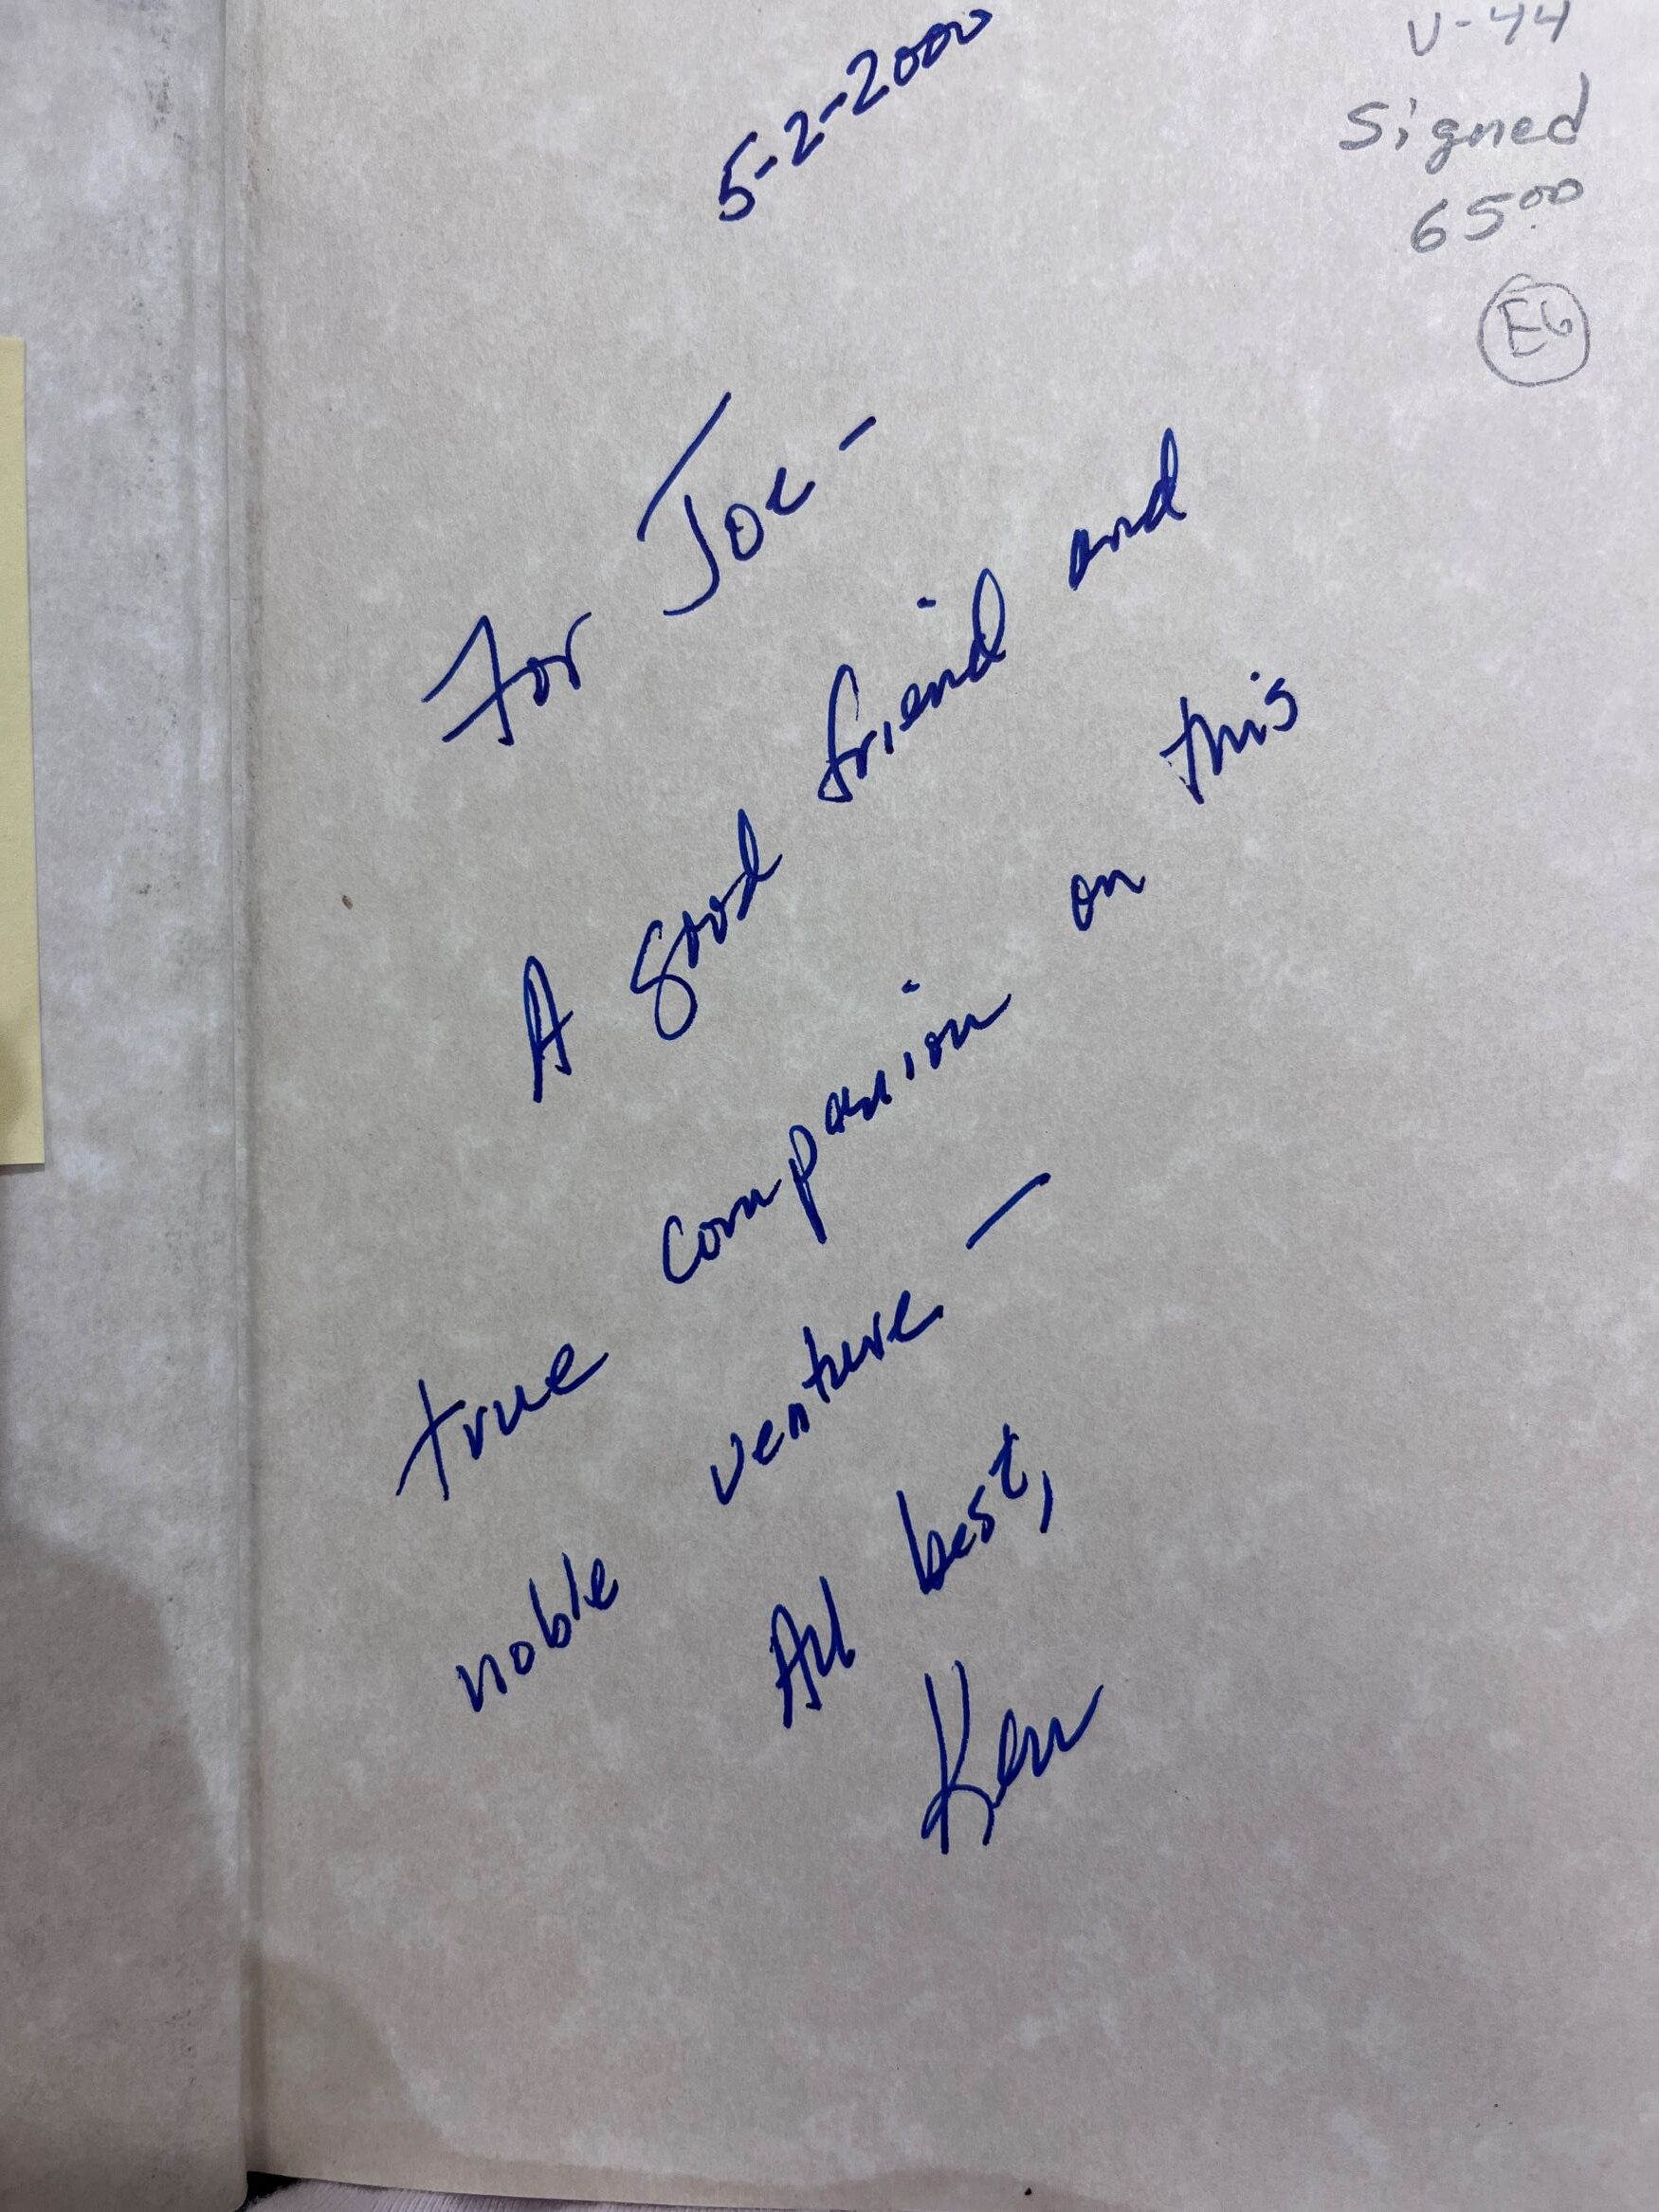 5-2-2000
U-44
Signed
65.00
E6
For Joe -
A good friend and
true companion on this
noble venture —
All best,
Ken